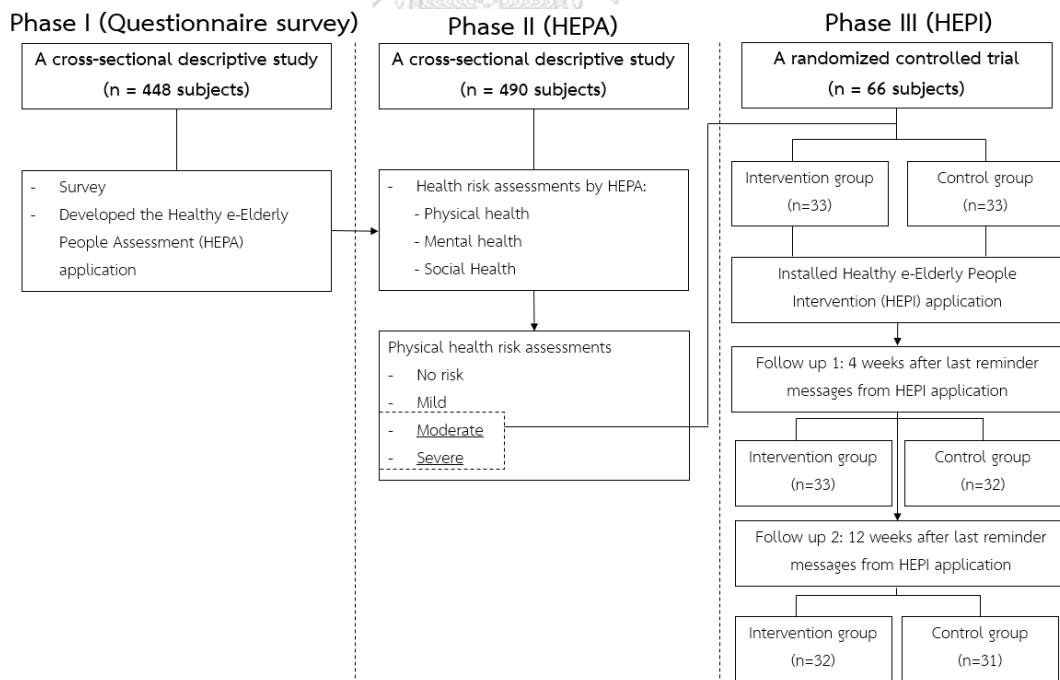 Phase I (Questionnaire survey)
A cross-sectional descriptive study
(n = 448 subjects)
- Survey
- Developed the Healthy e-Elderly
People Assessment (HEPA)
application
Phase II (HEPA)
A cross-sectional descriptive study
(n = 490 subjects)
- Health risk assessments by HEPA:
- Physical health
- Mental health
- Social Health
Physical health risk assessments
- No risk
- Mild
- Moderate
- Severe
Phase III (HEPI)
A randomized controlled trial
(n = 66 subjects)
Intervention group
(n=33)
Control group
(n=33)
Installed Healthy e-Elderly People
Intervention (HEPI) application
Follow up 1: 4 weeks after last reminder
messages from HEPI application
Intervention group
(n=33)
Control group
(n=32)
Follow up 2: 12 weeks after last reminder
messages from HEPI application
Intervention group
(n=32)
Control group
(n=31)